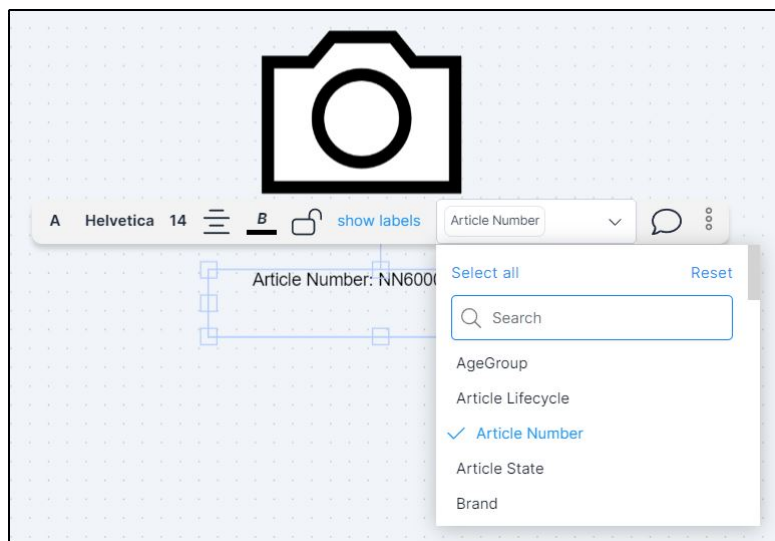 A Helvetica 14 B show labels Article Number
Article Number: NN600
Select all Reset
Search
AgeGroup
Article Lifecycle
Article Number
Article State
Brand